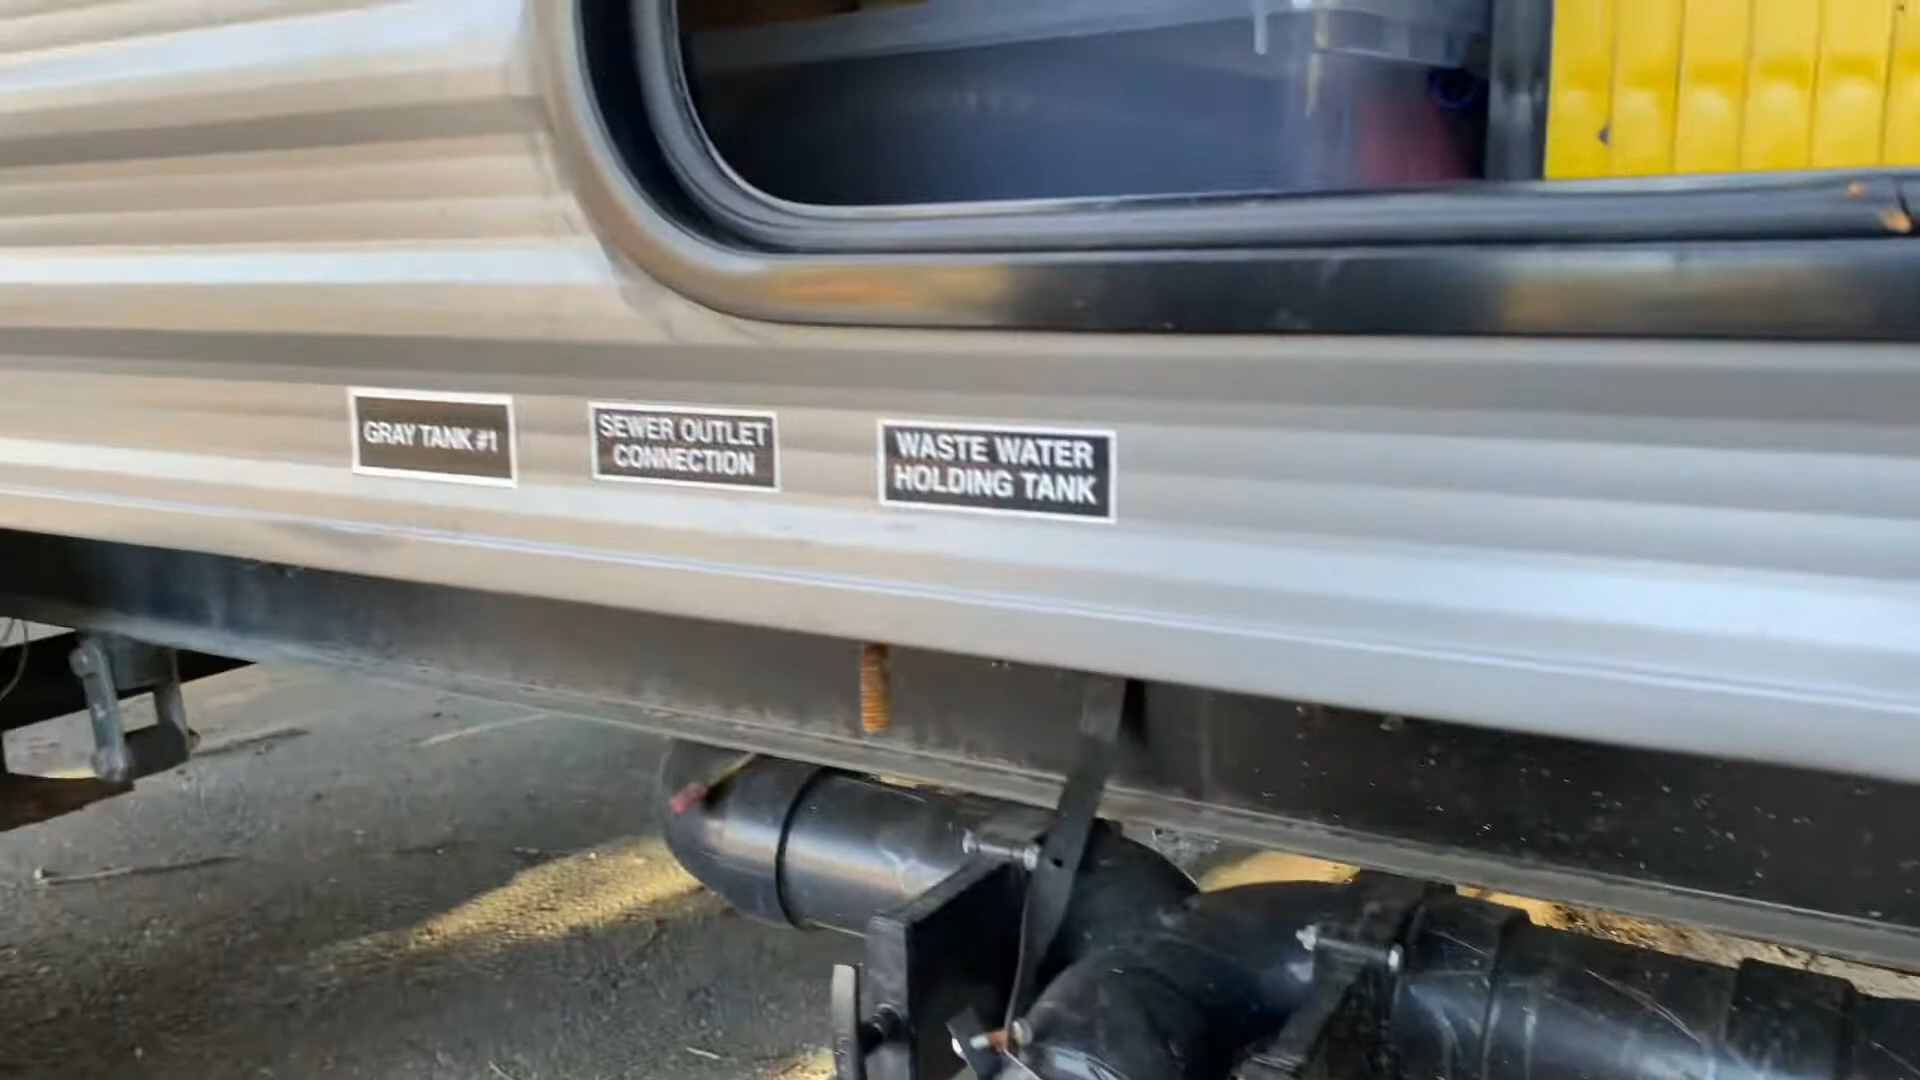 GRAY TANK #1
SEWER OUTLET
CONNECTION
WASTE WATER
HOLDING TANK